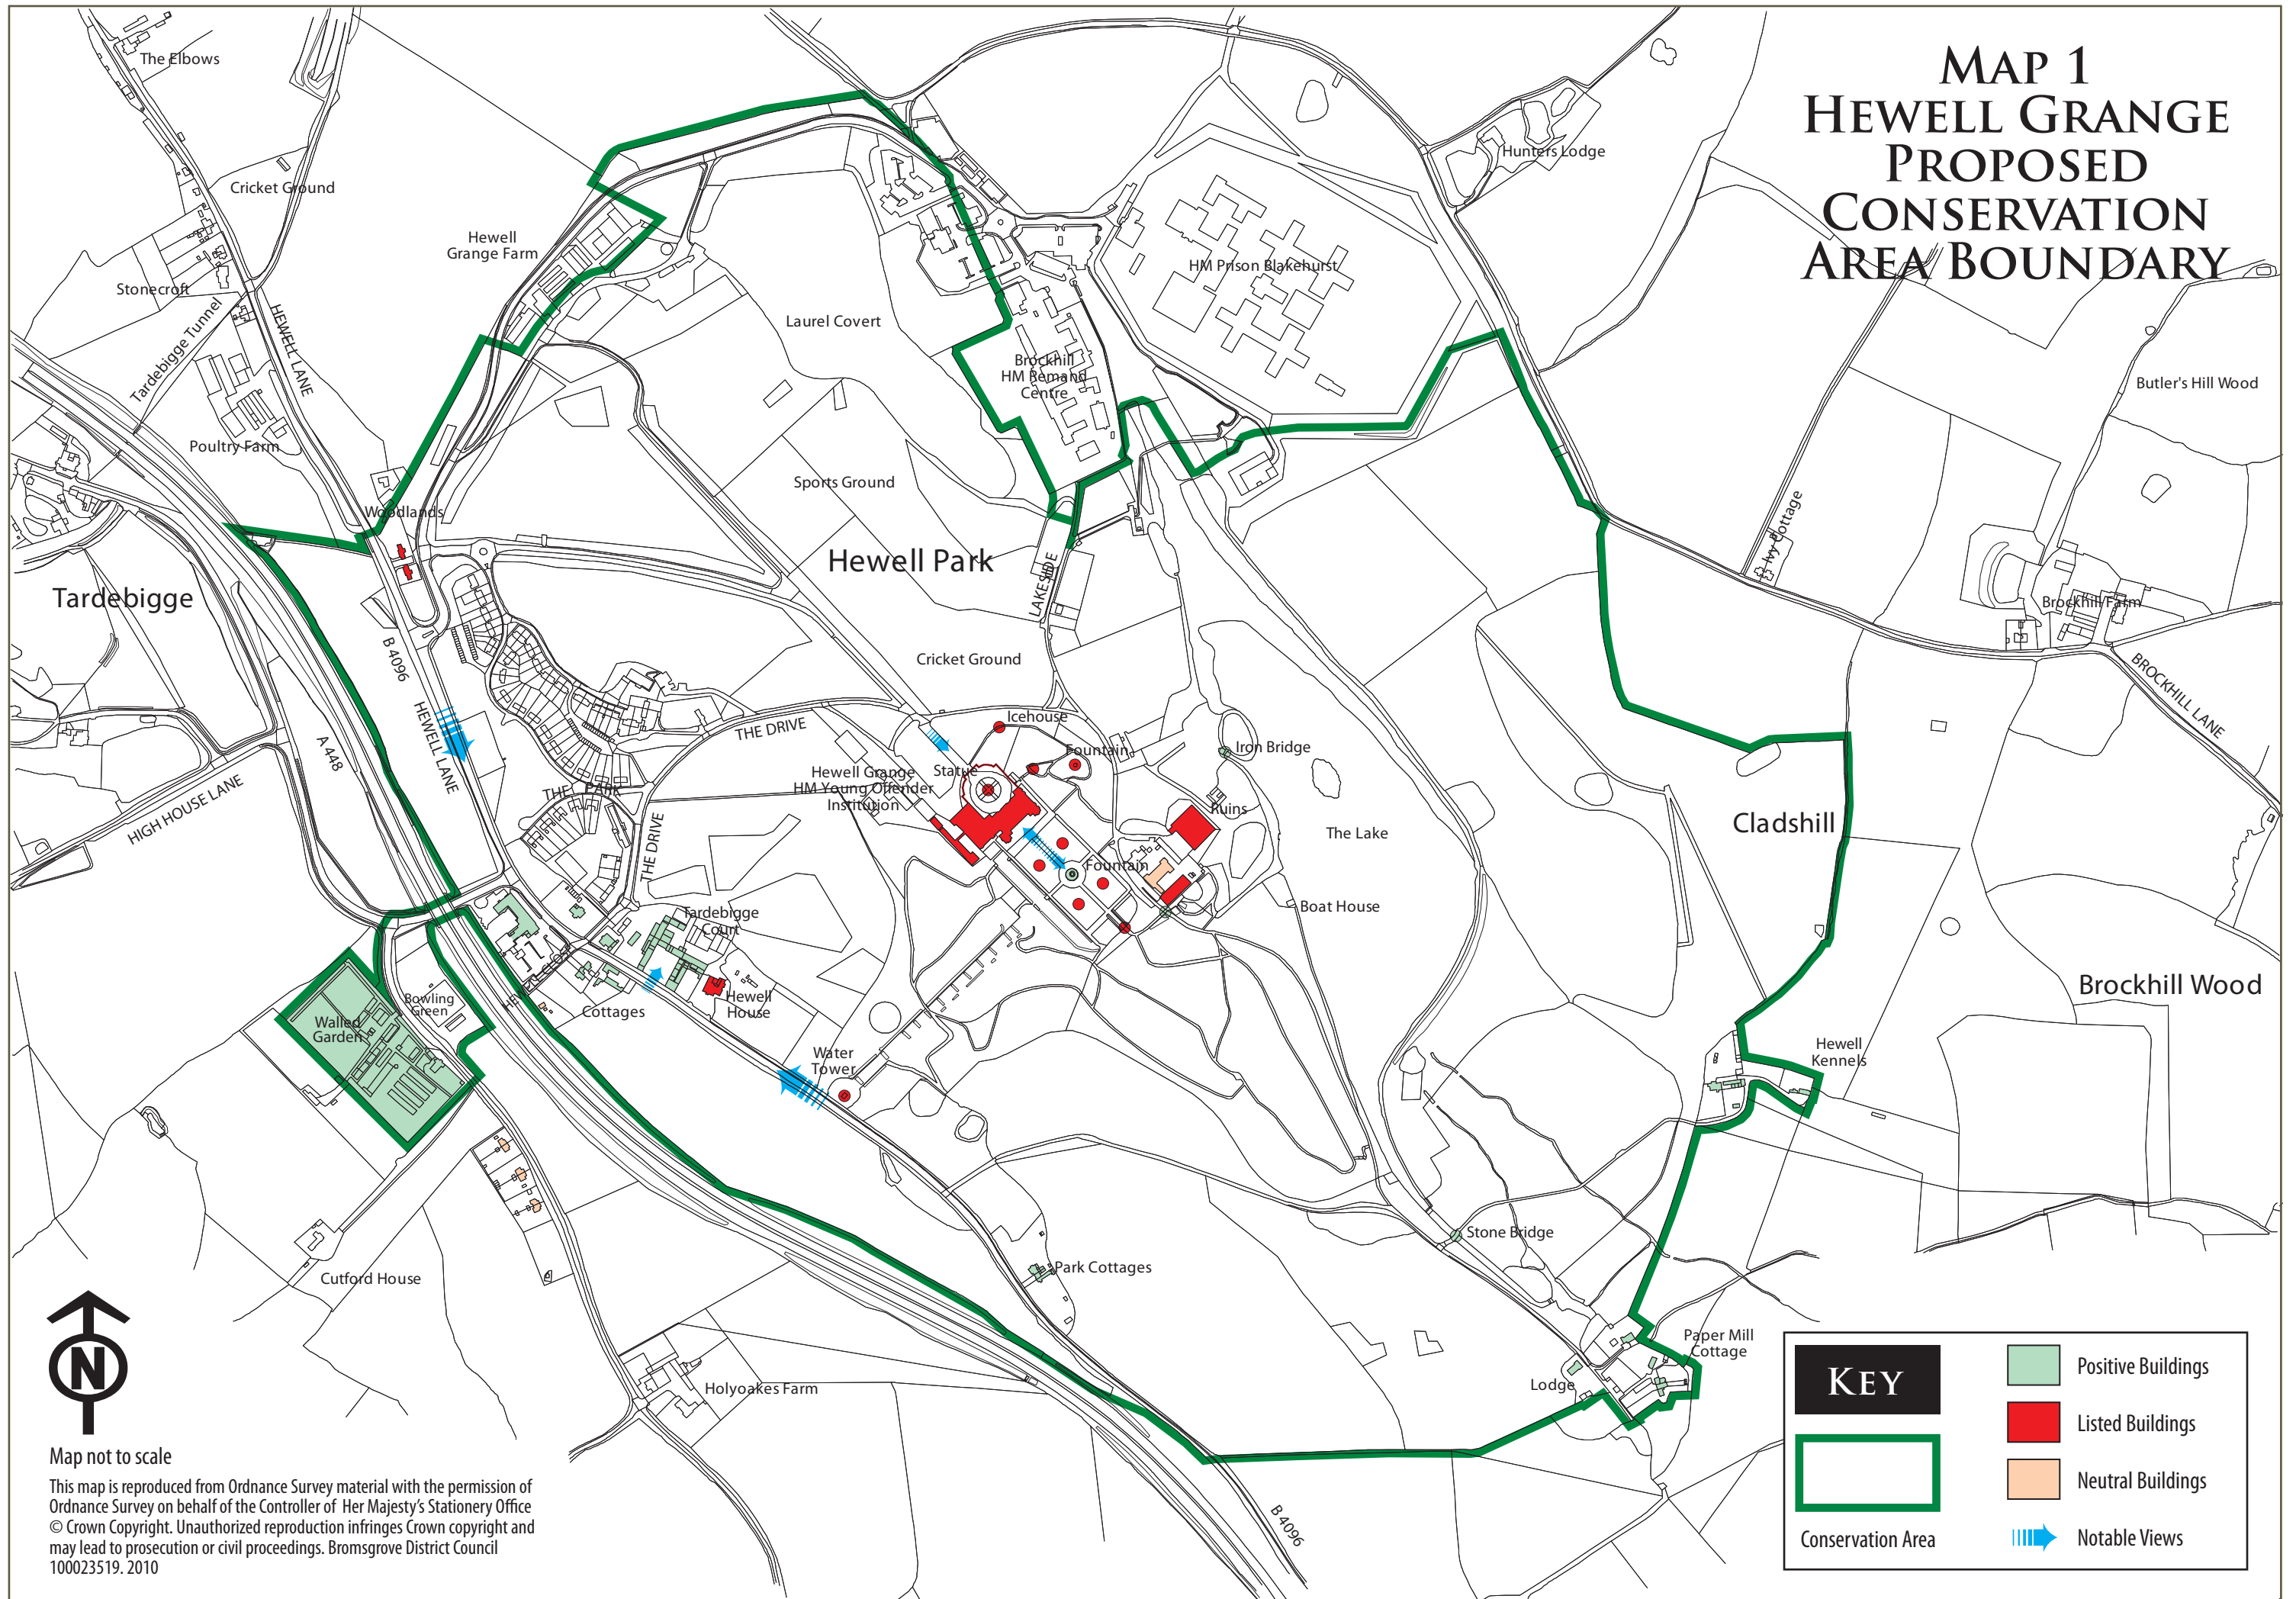 MAP 1
HEWELL GRANGE
PROPOSED
CONSERVATION
AREA BOUNDARY
The Elbows
Cricket Ground
Hunters Lodge
Hewell
Grange Farm
HM Prison Blakehurst
Stonecroft
Tardebigge Tunnel
HEWELL LANE
Laurel Covert
Brockhill
HM Remand
Centre
Butler's Hill Wood
Poultry Farm
Sports Ground
Woodlands
Ivy Cottage
Hewell Park
LAKESIDE
Tardebigge
Brockhill Farm
B 4096
Cricket Ground
BROCKHILL LANE
HEWELL LANE
A 448
THE DRIVE
Icehouse
Fountain
Iron Bridge
Statue
Hewell Grange
HM Young Offender
Institution
THE PARK
HIGH HOUSE LANE
Ruins
The Lake
Cladshill
THE DRIVE
Fountain
Boat House
Tardebigge
Court
Brockhill Wood
Bowling
Green
Hewell
House
Cottages
Walled
Garden
Water
Tower
Hewell
Kennels
Stone Bridge
Park Cottages
Cutford House
Paper Mill
Cottage
Lodge
Holyoakes Farm
B 4096
N
Map not to scale
This map is reproduced from Ordnance Survey material with the permission of
Ordnance Survey on behalf of the Controller of Her Majesty's Stationery Office
© Crown Copyright. Unauthorized reproduction infringes Crown copyright and
may lead to prosecution or civil proceedings. Bromsgrove District Council
100023519. 2010
KEY
Conservation Area
Positive Buildings
Listed Buildings
Neutral Buildings
Notable Views